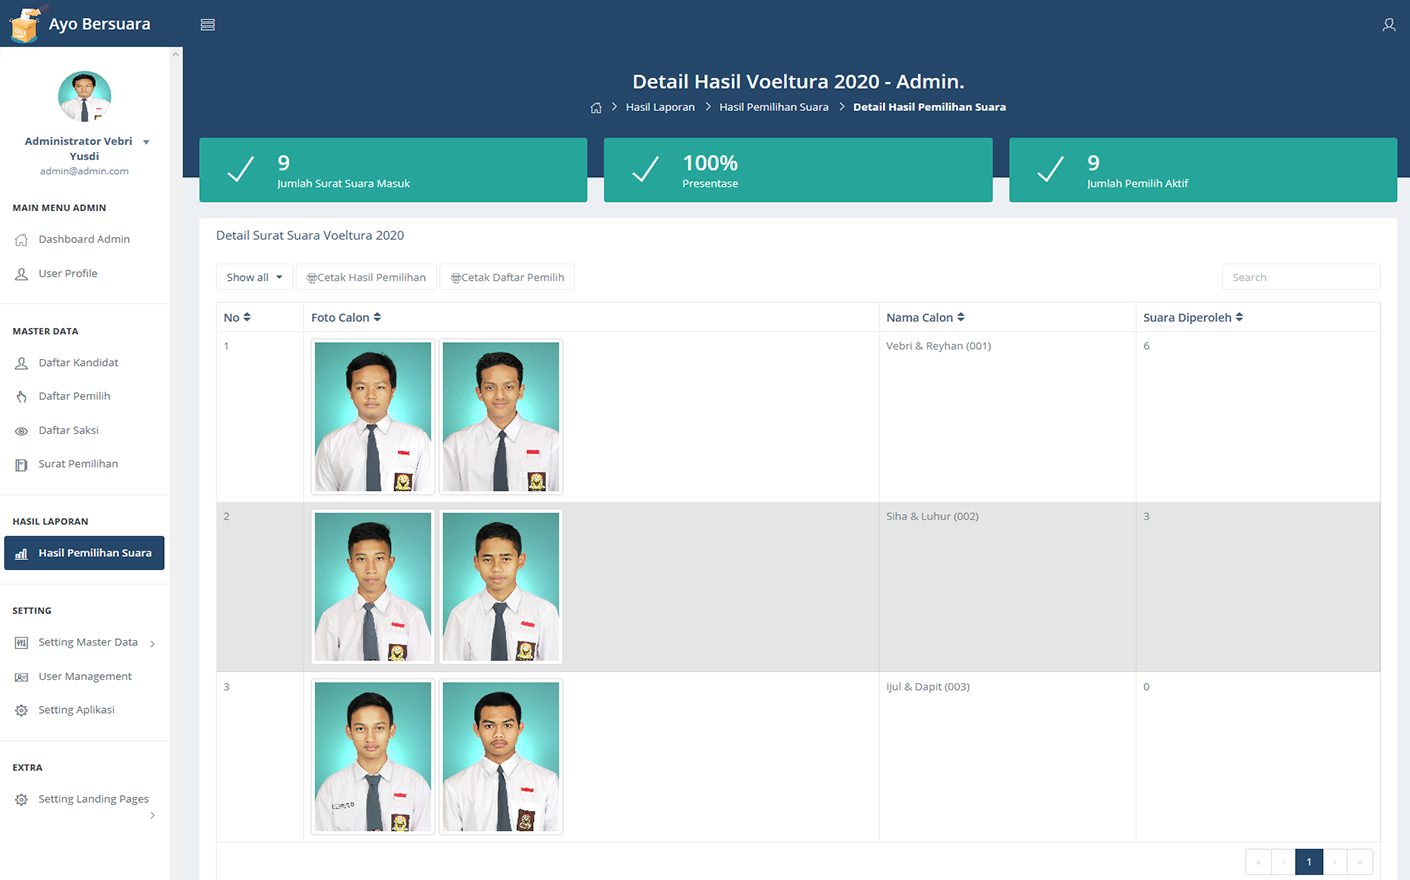 Ayo Bersuara
Administrator Vebri
Yusdi
admin@admin.com
MAIN MENU ADMIN
Dashboard Admin
User Profile
MASTER DATA
Daftar Kandidat
Daftar Pemilih
Daftar Saksi
Surat Pemilihan
HASIL LAPORAN
Hasil Pemilihan Suara
SETTING
Setting Master Data
User Management
Setting Aplikasi
EXTRA
Setting Landing Pages
Detail Hasil Voeltura 2020 - Admin.
Hasil Laporan > Hasil Pemilihan Suara > Detail Hasil Pemilihan Suara
9
Jumlah Surat Suara Masuk
100%
Presentase
9
Jumlah Pemilih Aktif
Detail Surat Suara Voeltura 2020
Show all Cetak Hasil Pemilihan Cetak Daftar Pemilih Search
No Foto Calon Nama Calon Suara Diperoleh
1 Vebri & Reyhan (001) 6
2 Siha & Luhur (002) 3
3 Ijul & Dapit (003) 0
« ‹ 1 › »